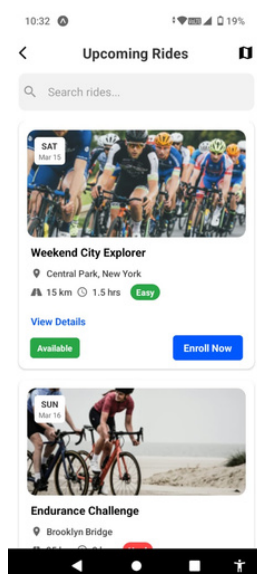 10:32
19%
Upcoming Rides
Search rides...
SAT
Mar 15
Weekend City Explorer
Central Park, New York
15 km 1.5 hrs Easy
View Details
Available Enroll Now
SUN
Mar 16
Endurance Challenge
Brooklyn Bridge